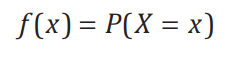 f(x) = P(X = x)